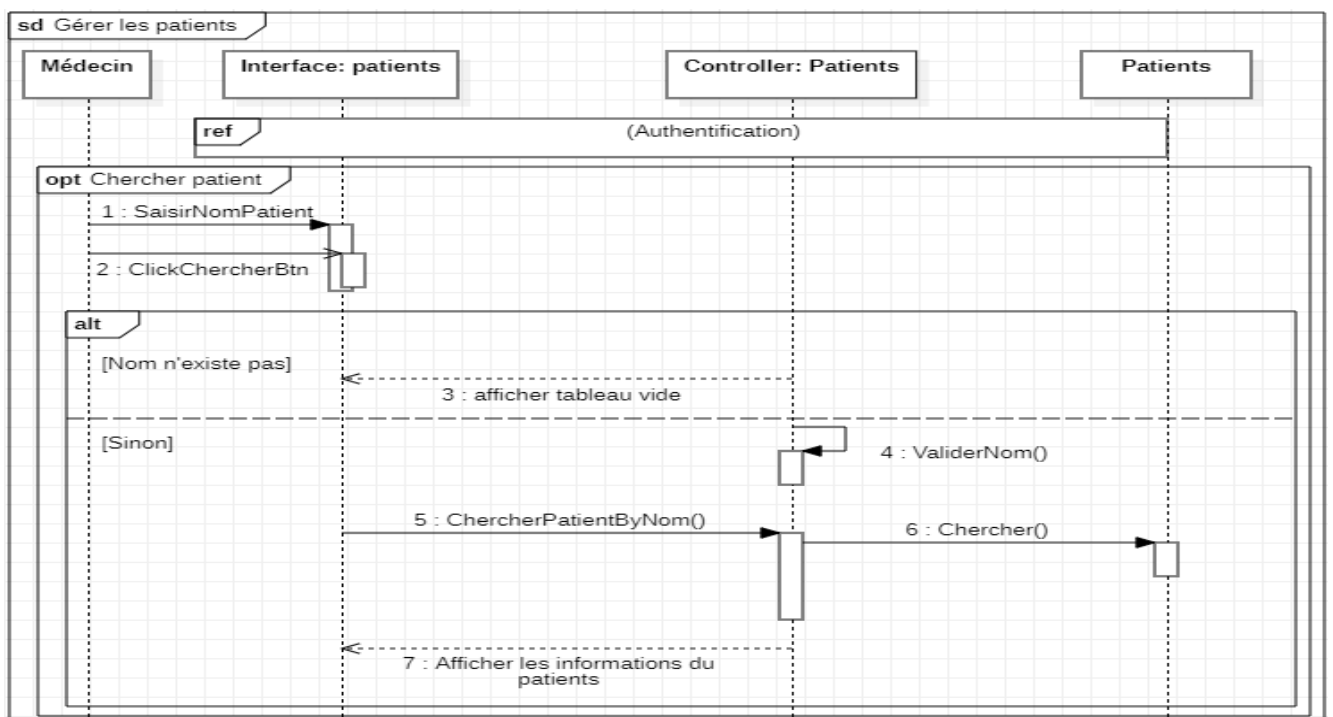 sd Gérer les patients
Médecin
Interface: patients
Controller: Patients
Patients
ref
(Authentification)
opt Chercher patient
1 : SaisirNomPatient
2 : ClickChercherBtn
alt
[Nom n'existe pas]
3 : afficher tableau vide
[Sinon]
4 : ValiderNom()
5 : ChercherPatientByNom()
6 : Chercher()
7 : Afficher les informations du
patients